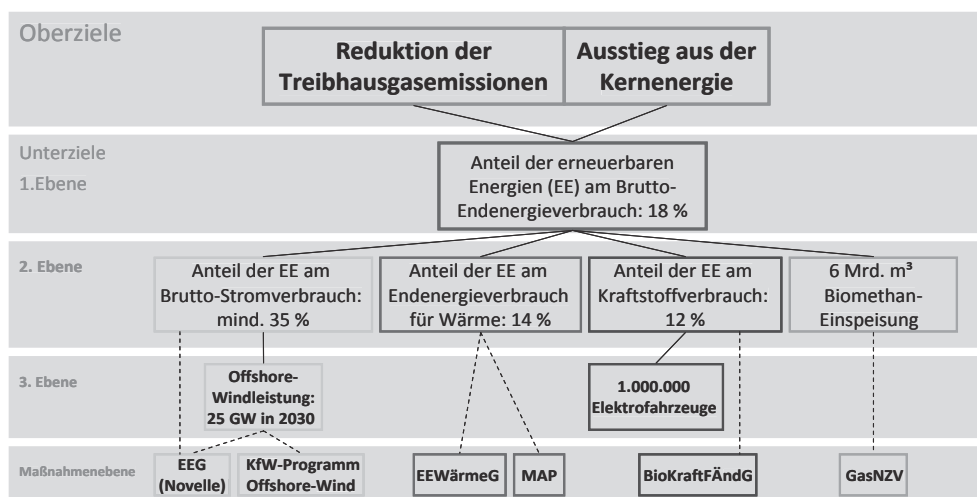 Oberziele
Reduktion der
Treibhausgasemissionen
Ausstieg aus der
Kernenergie
Unterziele
1.Ebene
Anteil der erneuerbaren
Energien (EE) am Brutto-
Endenergieverbrauch: 18 %
2. Ebene
Anteil der EE am
Brutto-Stromverbrauch:
mind. 35 %
Anteil der EE am
Endenergieverbrauch
für Wärme: 14 %
Anteil der EE am
Kraftstoffverbrauch:
12 %
6 Mrd. m³
Biomethan-
Einspeisung
3. Ebene
Offshore-
Windleistung:
25 GW in 2030
1.000.000
Elektrofahrzeuge
Maßnahmenebene
EEG
(Novelle)
KfW-Programm
Offshore-Wind
EEWärmeG
MAP
BioKraftFÄndG
GasNZV